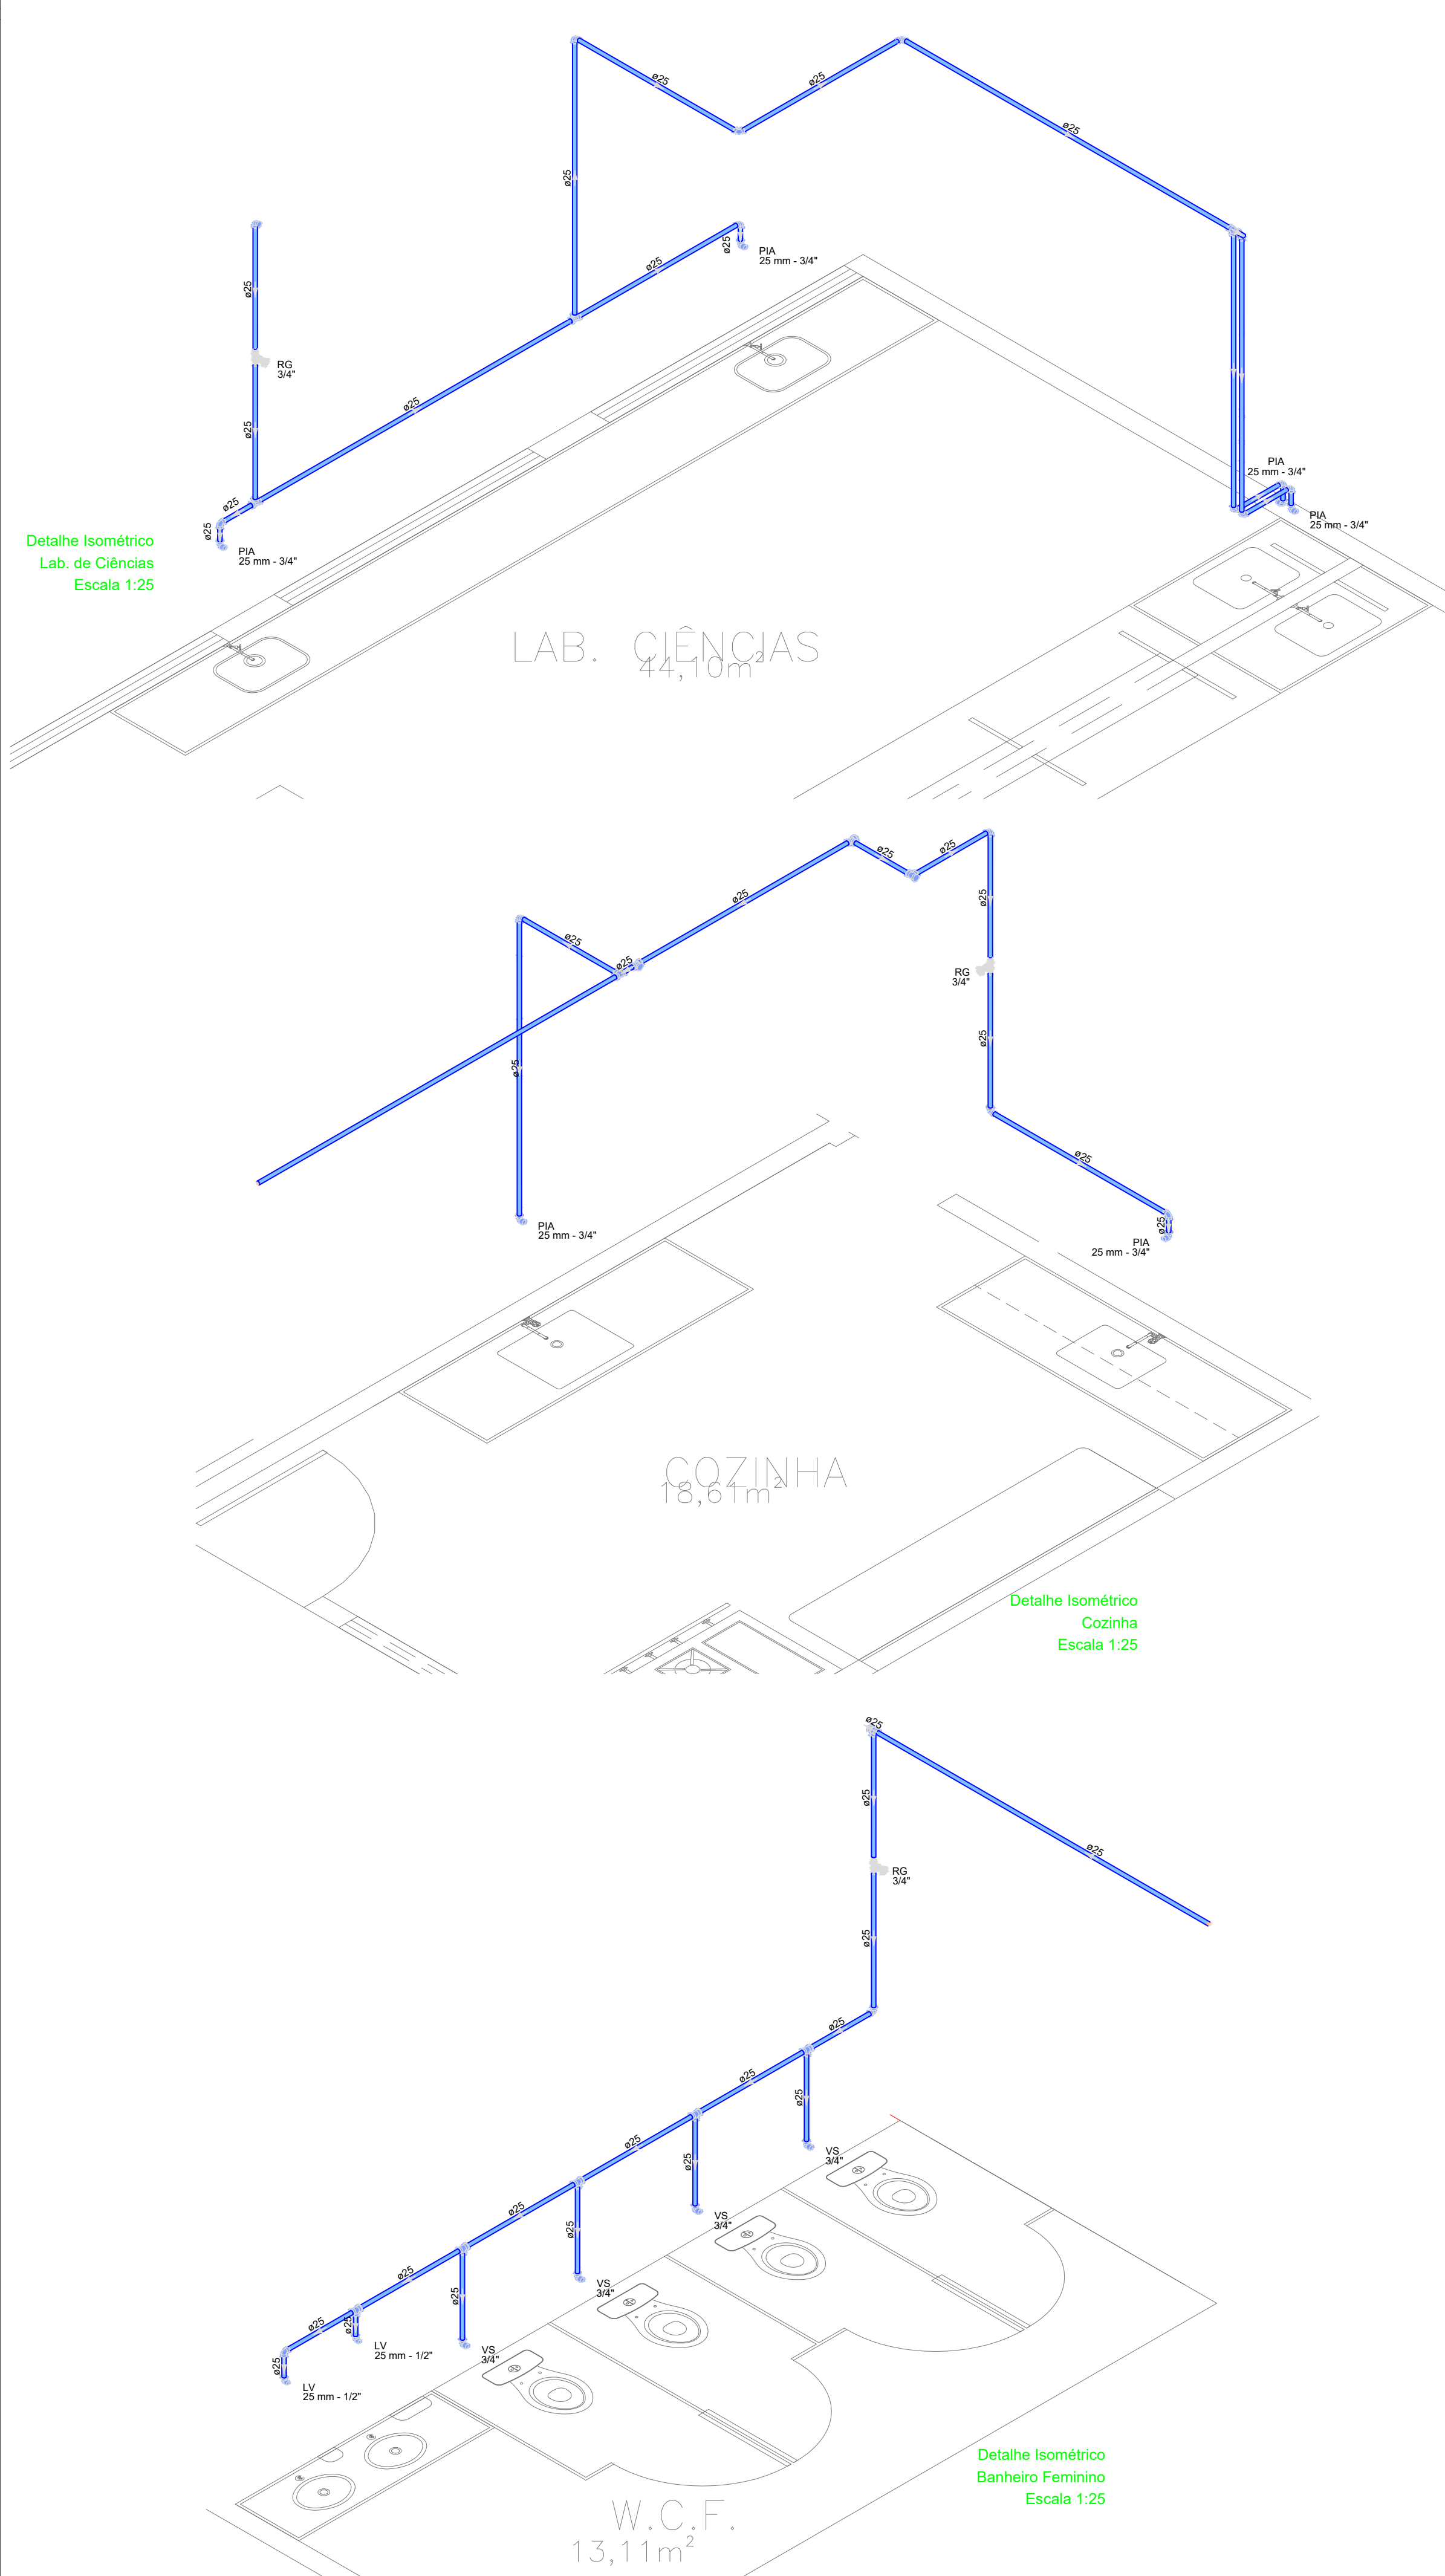 ø25
ø25
ø25
ø25
ø25
PIA
25 mm - 3/4"
ø25
ø25
RG
3/4"
ø25
ø25
PIA
25 mm - 3/4"
ø25
ø25
PIA
25 mm - 3/4"
Detalhe Isométrico
Lab. de Ciências
Escala 1:25
PIA
25 mm - 3/4"
LAB. CIÊNCIAS
44,10m²
ø25
ø25
ø25
ø25
ø25
ø25
RG
3/4"
ø25
ø25
PIA
25 mm - 3/4"
ø25
ø25
PIA
25 mm - 3/4"
COZINHA
18,61m²
Detalhe Isométrico
Cozinha
Escala 1:25
ø25
ø25
ø25
RG
3/4"
ø25
ø25
ø25
ø25
VS
3/4"
ø25
ø25
VS
3/4"
ø25
ø25
VS
3/4"
ø25
ø25
VS
3/4"
ø25
ø25
LV
25 mm - 1/2"
ø25
LV
25 mm - 1/2"
Detalhe Isométrico
Banheiro Feminino
Escala 1:25
W.C.F.
13,11m²